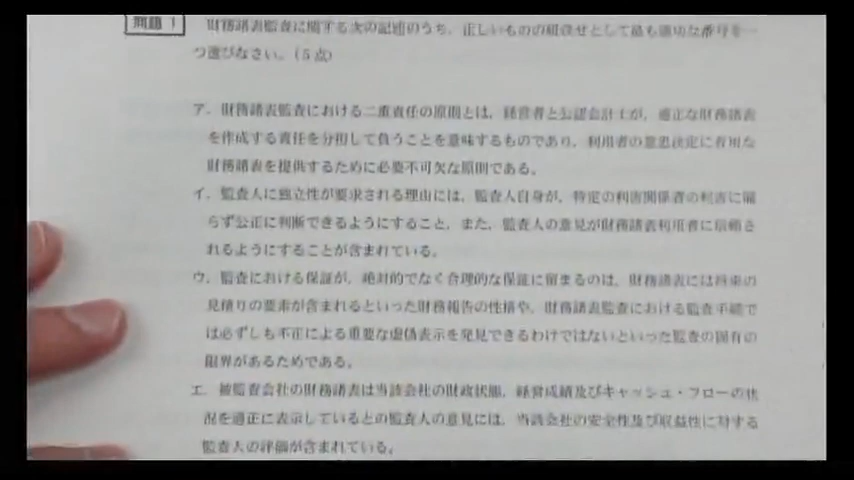 問題 1
財務諸表監査に関する次の記述のうち、正しいものの組合せとして最も適切な番号を一
つ選びなさい。(5点)
ア．財務諸表監査における二重責任の原則とは、経営者と公認会計士が、適正な財務諸表
を作成する責任を分担して負うことを意味するものであり、利用者の意思決定に有用な
財務諸表を提供するために必要不可欠な原則である。
イ．監査人に独立性が要求される理由には、監査人自身が、特定の利害関係者の利害に偏
らず公正に判断できるようにすること、また、監査人の意見が財務諸表利用者に信頼さ
れるようにすることが含まれている。
ウ．監査における保証が、絶対的でなく合理的な保証に留まるのは、財務諸表には将来の
見積りの要素が含まれるといった財務報告の性格や、財務諸表監査における監査手続で
は必ずしも不正による重要な虚偽表示を発見できるわけではないといった監査の固有の
限界があるためである。
エ．被監査会社の財務諸表は当該会社の財政状態、経営成績及びキャッシュ・フローの状
況を適正に表示しているとの監査人の意見には、当該会社の安全性及び収益性に対する
監査人の評価が含まれている。